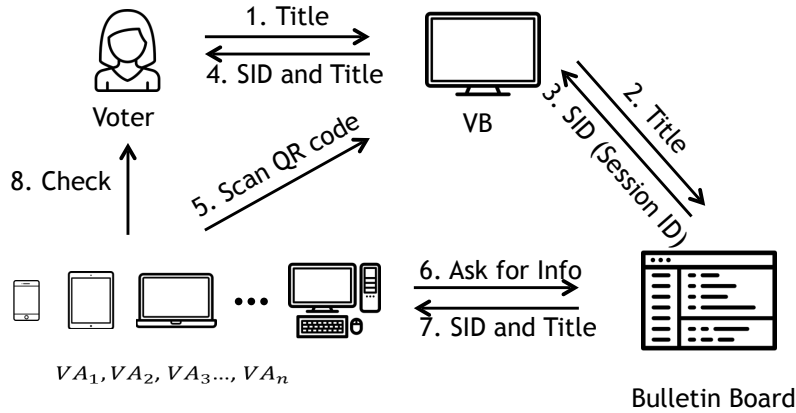 1. Title
4. SID and Title
Voter
VB
2. Title
3. SID (Session ID)
5. Scan QR code
8. Check
6. Ask for Info
7. SID and Title
VA₁, VA₂, VA₃..., VAₙ
Bulletin Board